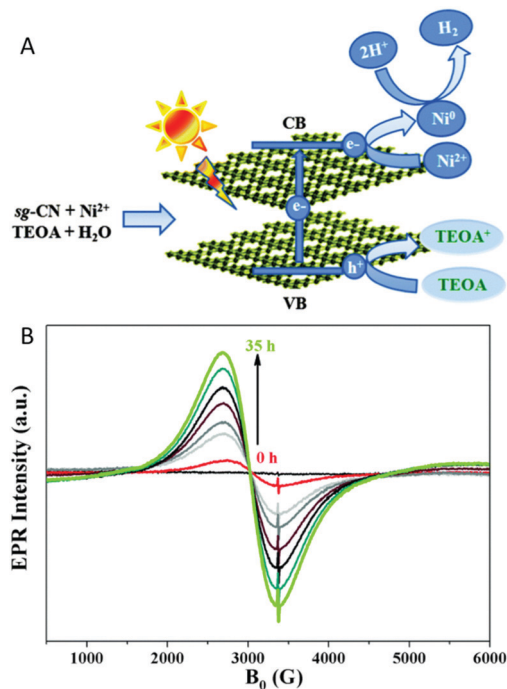 A
2H⁺
H₂
CB
e-
Ni⁰
Ni²⁺
sg-CN + Ni²⁺
TEOA + H₂O
e-
TEOA⁺
h⁺
TEOA
VB
B
35 h
0 h
EPR Intensity (a.u.)
1000 2000 3000 4000 5000 6000
B₀ (G)